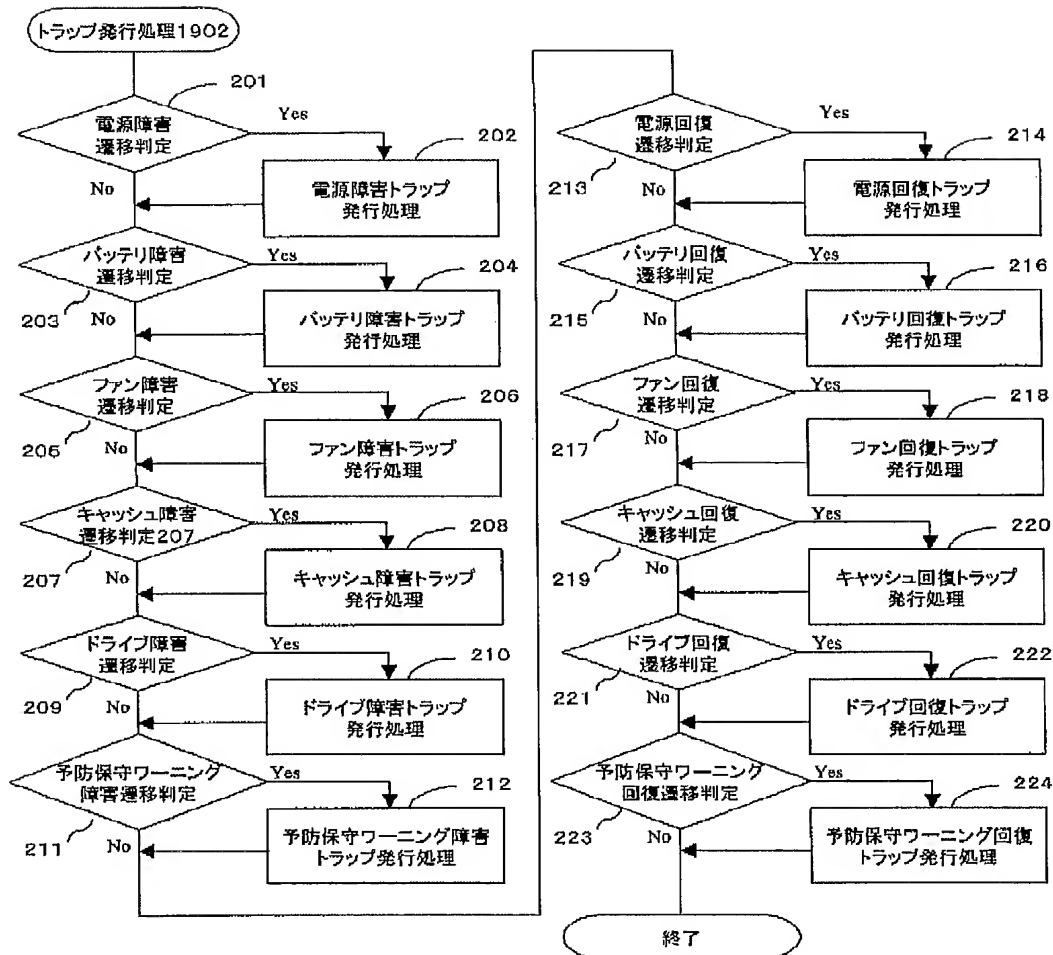 トラップ発行処理1902
201
電源障害
遷移判定
Yes
No
202
電源障害トラップ
発行処理
バッテリ障害
遷移判定
Yes
203
No
204
バッテリ障害トラップ
発行処理
ファン障害
遷移判定
Yes
205
No
206
ファン障害トラップ
発行処理
キャッシュ障害
遷移判定207
Yes
207
No
208
キャッシュ障害トラップ
発行処理
ドライブ障害
遷移判定
Yes
209
No
210
ドライブ障害トラップ
発行処理
予防保守ワーニング
障害遷移判定
Yes
211
No
212
予防保守ワーニング障害
トラップ発行処理
電源回復
遷移判定
Yes
213
No
214
電源回復トラップ
発行処理
バッテリ回復
遷移判定
Yes
215
No
216
バッテリ回復トラップ
発行処理
ファン回復
遷移判定
Yes
217
No
218
ファン回復トラップ
発行処理
キャッシュ回復
遷移判定
Yes
219
No
220
キャッシュ回復トラップ
発行処理
ドライブ回復
遷移判定
Yes
221
No
222
ドライブ回復トラップ
発行処理
予防保守ワーニング
回復遷移判定
Yes
223
No
224
予防保守ワーニング回復
トラップ発行処理
終了